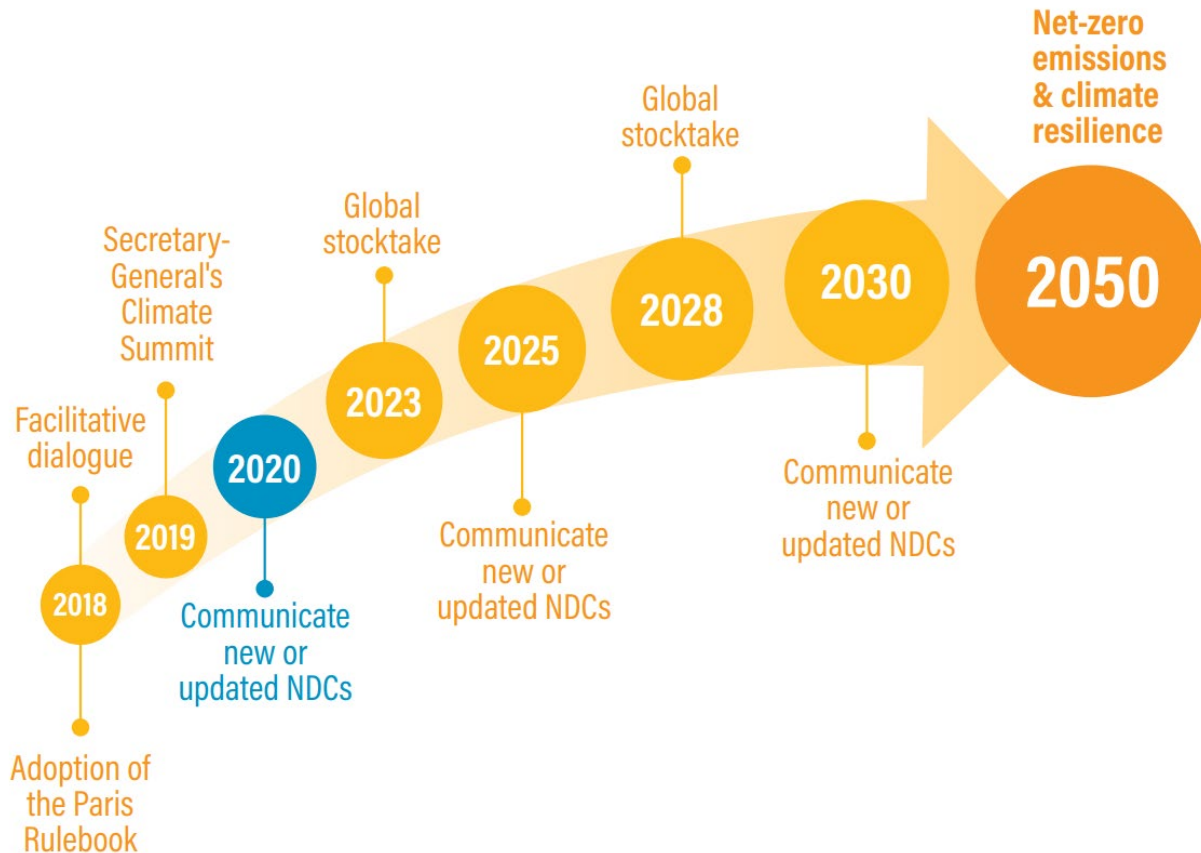 Facilitative
dialogue
2018
Adoption of
the Paris
Rulebook
Secretary-
General's
Climate
Summit
2019
2020
Communicate
new or
updated NDCs
Global
stocktake
2023
2025
Communicate
new or
updated NDCs
Global
stocktake
2028
2030
Communicate
new or
updated NDCs
Net-zero
emissions
& climate
resilience
2050